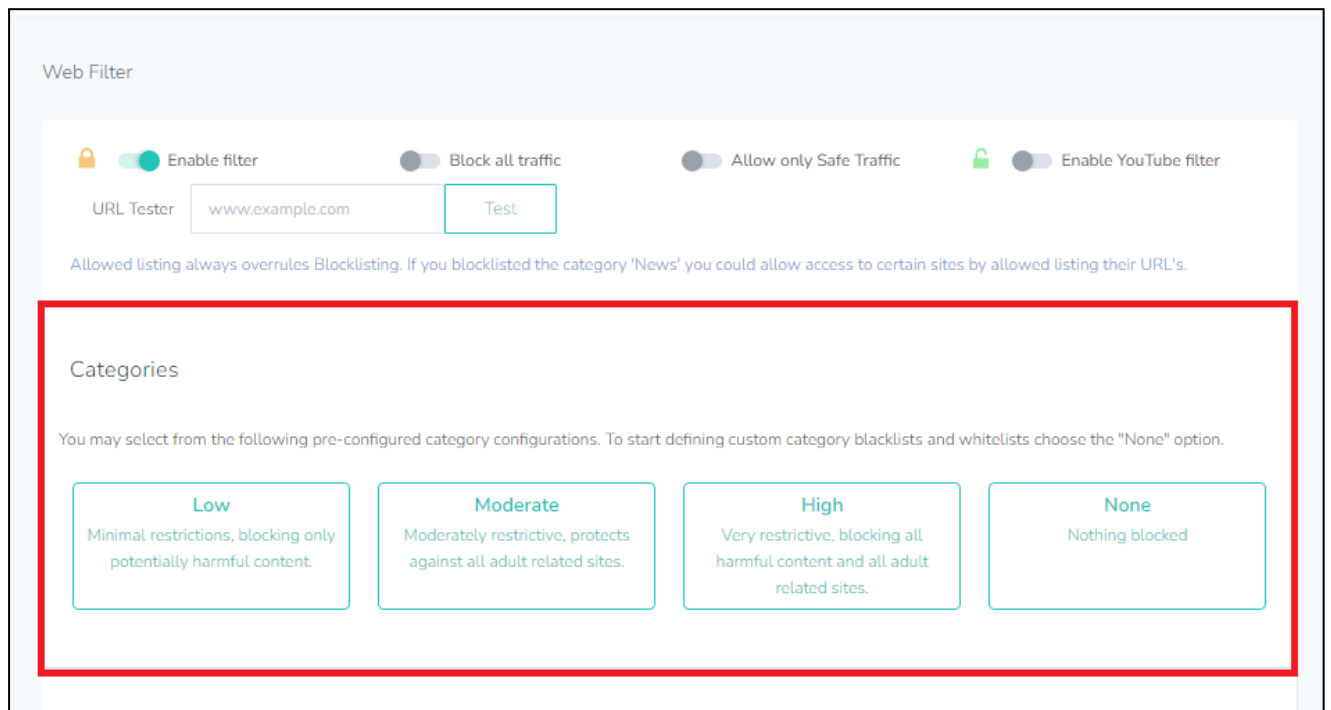 Web Filter
Enable filter
Block all traffic
Allow only Safe Traffic
Enable YouTube filter
URL Tester
www.example.com
Test
Allowed listing always overrules Blocklisting. If you blocklisted the category 'News' you could allow access to certain sites by allowed listing their URL's.
Categories
You may select from the following pre-configured category configurations. To start defining custom category blacklists and whitelists choose the "None" option.
Low
Minimal restrictions, blocking only
potentially harmful content.
Moderate
Moderately restrictive, protects
against all adult related sites.
High
Very restrictive, blocking all
harmful content and all adult
related sites.
None
Nothing blocked